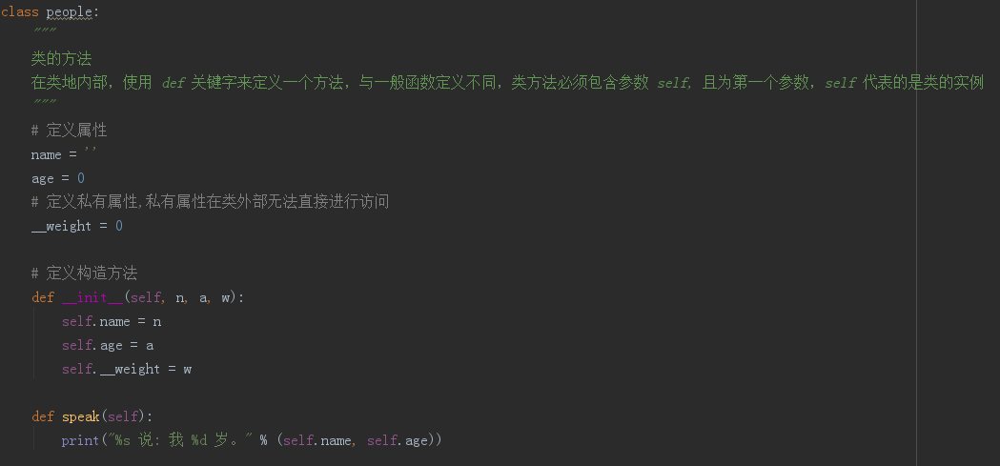 class people:
    """
    类的方法
    在类地内部，使用 def 关键字来定义一个方法，与一般函数定义不同，类方法必须包含参数 self, 且为第一个参数，self 代表的是类的实例
    """
    # 定义属性
    name = ''
    age = 0
    # 定义私有属性,私有属性在类外部无法直接进行访问
    __weight = 0

    # 定义构造方法
    def __init__(self, n, a, w):
        self.name = n
        self.age = a
        self.__weight = w

    def speak(self):
        print("%s 说: 我 %d 岁。" % (self.name, self.age))